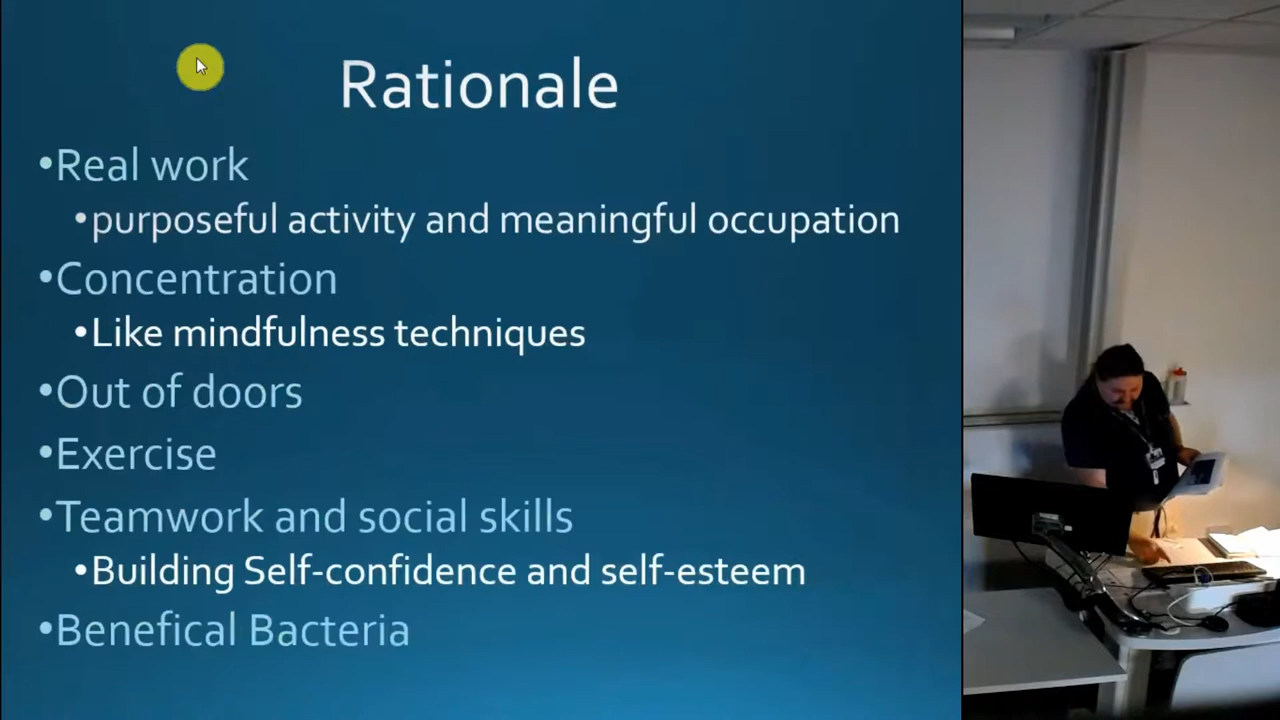 Rationale
•Real work
•purposeful activity and meaningful occupation
•Concentration
•Like mindfulness techniques
•Out of doors
•Exercise
•Teamwork and social skills
•Building Self-confidence and self-esteem
•Benefical Bacteria